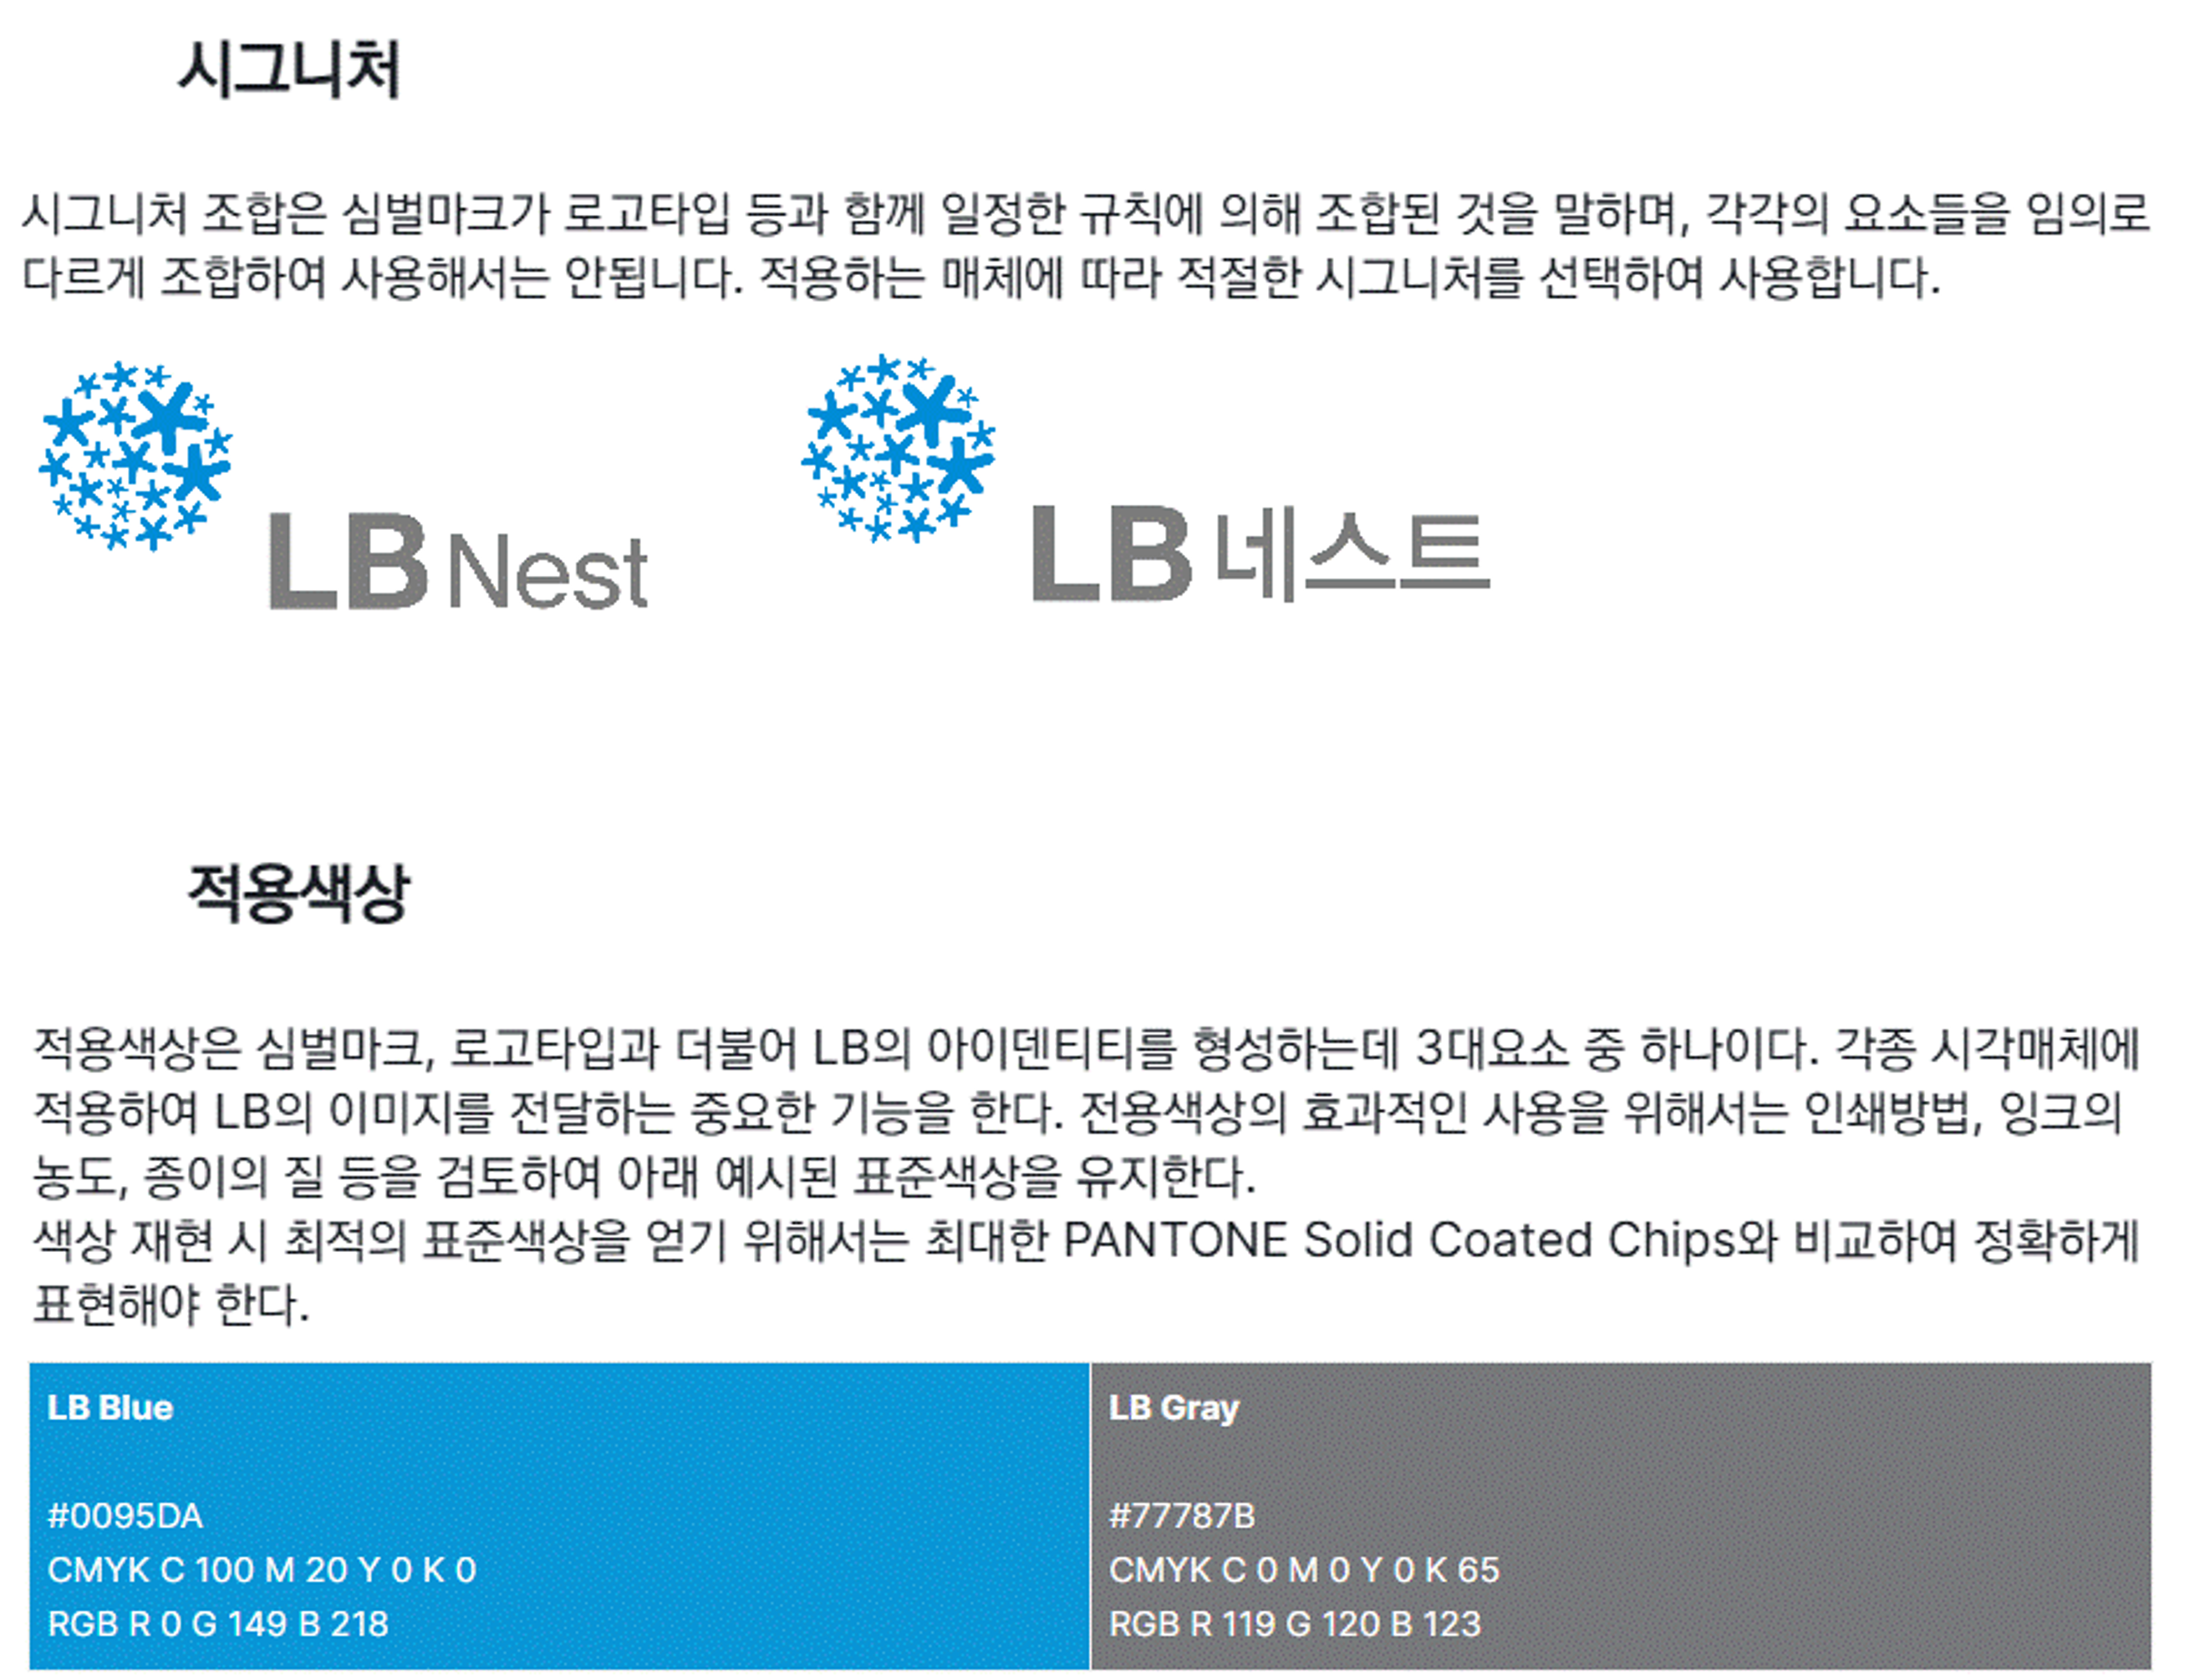 시그니처
시그니처 조합은 심벌마크가 로고타입 등과 함께 일정한 규칙에 의해 조합된 것을 말하며, 각각의 요소들을 임의로
다르게 조합하여 사용해서는 안됩니다. 적용하는 매체에 따라 적절한 시그니처를 선택하여 사용합니다.
LB Nest
LB 네스트
적용색상
적용색상은 심벌마크, 로고타입과 더불어 LB의 아이덴티티를 형성하는데 3대요소 중 하나이다. 각종 시각매체에
적용하여 LB의 이미지를 전달하는 중요한 기능을 한다. 전용색상의 효과적인 사용을 위해서는 인쇄방법, 잉크의
농도, 종이의 질 등을 검토하여 아래 예시된 표준색상을 유지한다.
색상 재현 시 최적의 표준색상을 얻기 위해서는 최대한 PANTONE Solid Coated Chips와 비교하여 정확하게
표현해야 한다.
LB Blue
#0095DA
CMYK C 100 M 20 Y 0 K 0
RGB R 0 G 149 B 218
LB Gray
#77787B
CMYK C 0 M 0 Y 0 K 65
RGB R 119 G 120 B 123